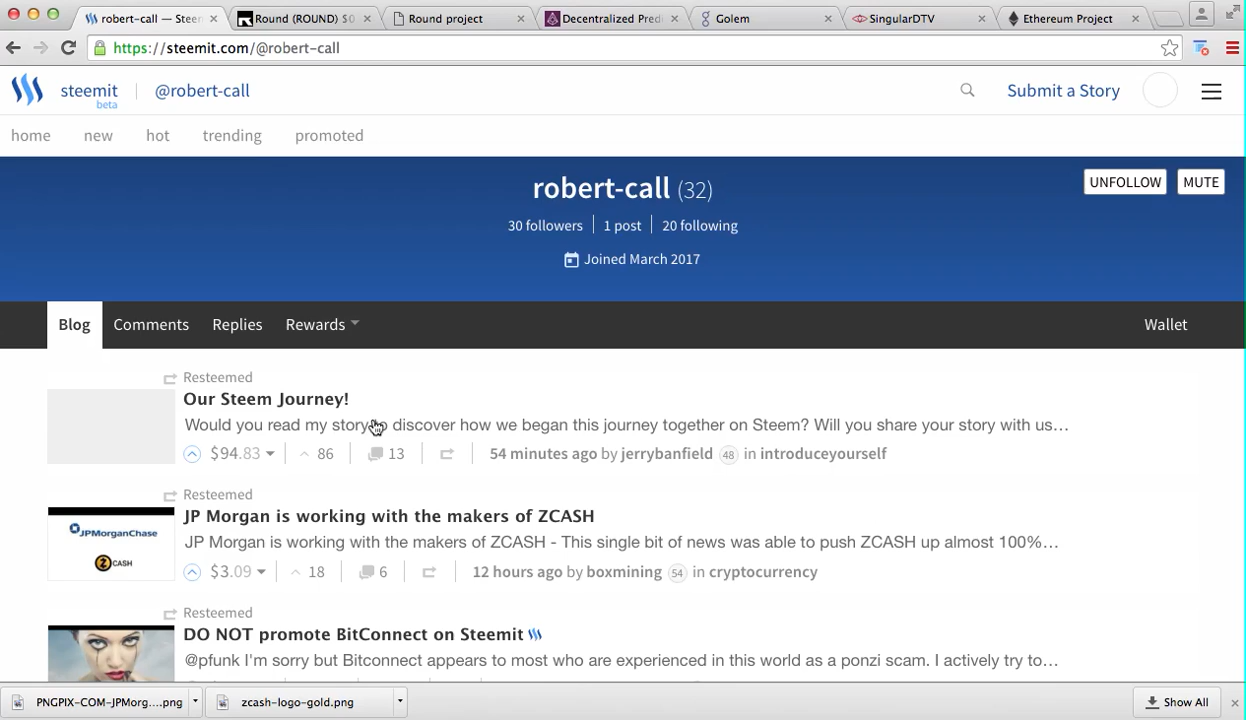 robert-call — Steem
Round (ROUND) $0
Round project
Decentralized Pred
Golem
SingularDTV
Ethereum Project
https://steemit.com/@robert-call
steemit
beta
@robert-call
Submit a Story
home
new
hot
trending
promoted
robert-call (32)
UNFOLLOW
MUTE
30 followers
1 post
20 following
Joined March 2017
Blog
Comments
Replies
Rewards
Wallet
Resteemed
Our Steem Journey!
Would you read my story to discover how we began this journey together on Steem? Will you share your story with us…
$94.83
86
13
54 minutes ago by jerrybanfield 48 in introduceyourself
Resteemed
JP Morgan is working with the makers of ZCASH
JPMorganChase
CASH
JP Morgan is working with the makers of ZCASH - This single bit of news was able to push ZCASH up almost 100%…
$3.09
18
6
12 hours ago by boxmining 54 in cryptocurrency
Resteemed
DO NOT promote BitConnect on Steemit
@pfunk I'm sorry but Bitconnect appears to most who are experienced in this world as a ponzi scam. I actively try to…
PNGPIX-COM-JPMorg....png
zcash-logo-gold.png
Show All